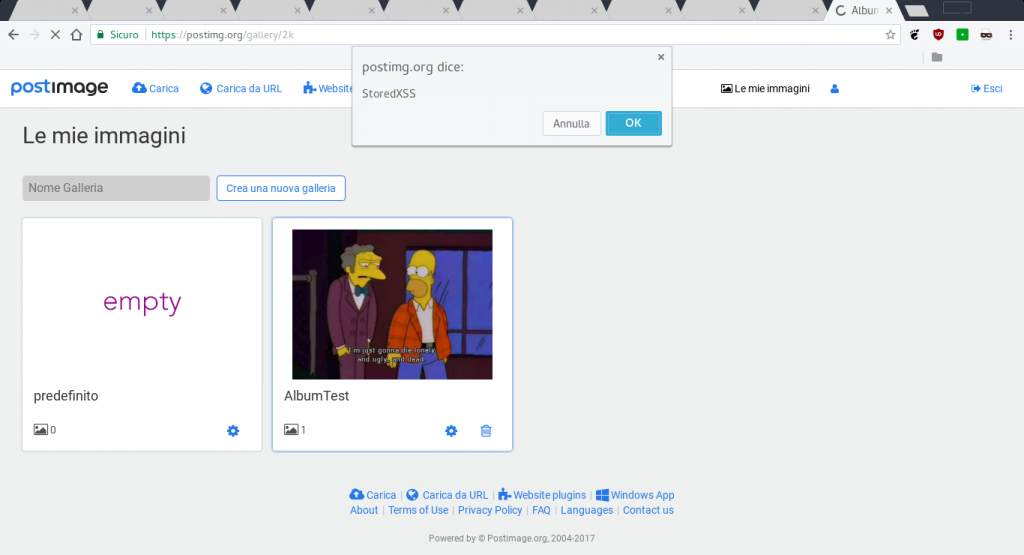 Album
Sicuro
https://postimg.org/gallery/2k
postimg.org dice:
StoredXSS
Annulla
OK
postimage
Carica
Carica da URL
Website
Le mie immagini
Esci
Le mie immagini
Nome Galleria
Crea una nuova galleria
empty
I'm just gonna die lonely
and ugly, and dead.
predefinito
AlbumTest
0
1
Carica | Carica da URL | Website plugins | Windows App
About | Terms of Use | Privacy Policy | FAQ | Languages | Contact us
Powered by © Postimage.org, 2004-2017